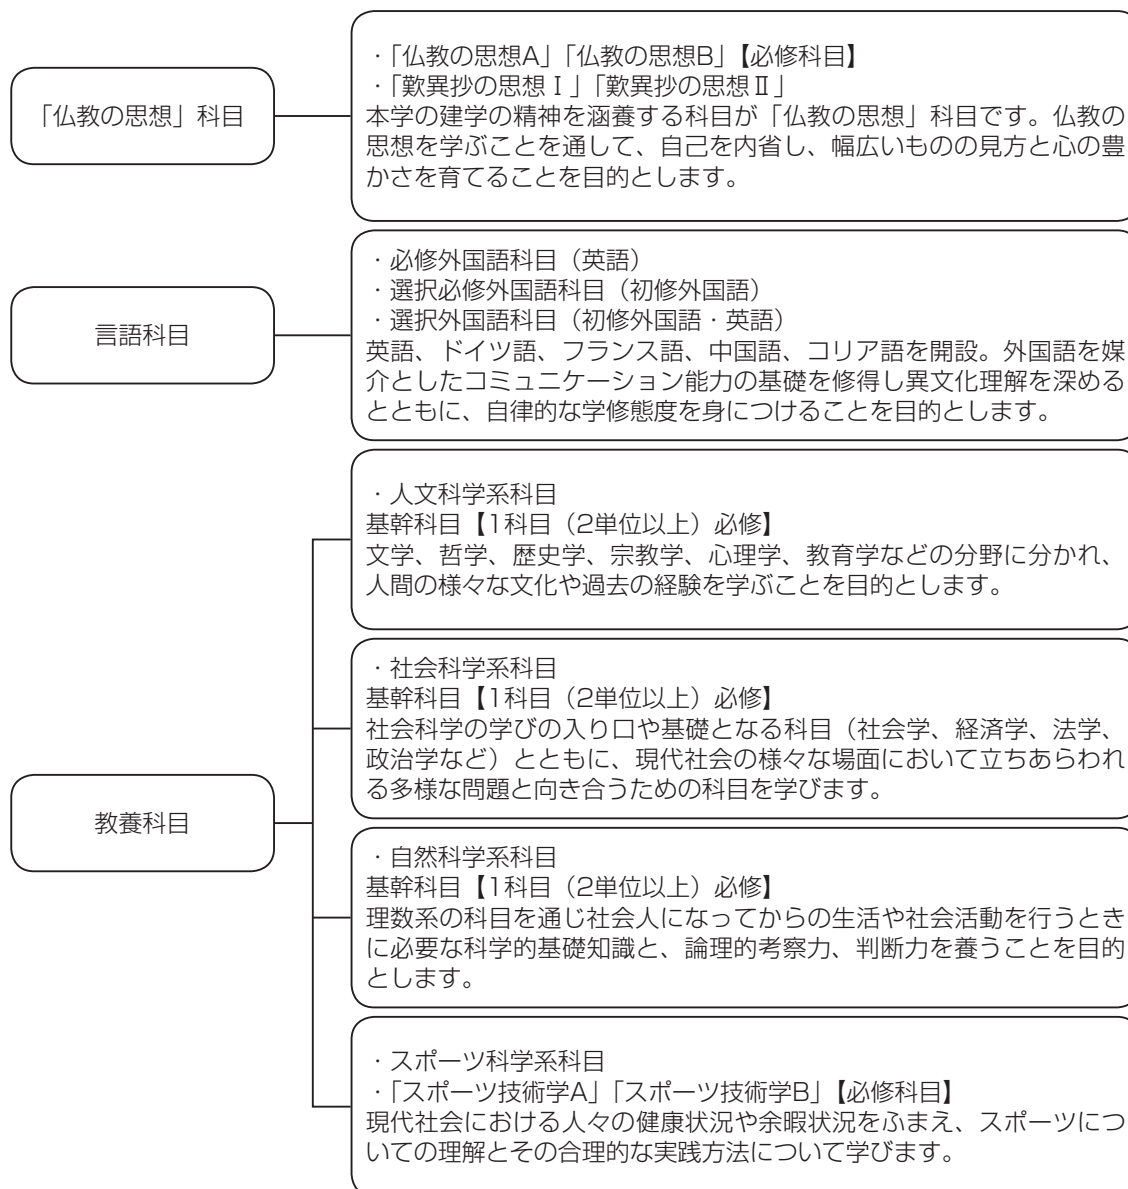 「仏教の思想」科目
・「仏教の思想A」「仏教の思想B」【必修科目】
・「歎異抄の思想Ⅰ」「歎異抄の思想Ⅱ」
本学の建学の精神を涵養する科目が「仏教の思想」科目です。仏教の
思想を学ぶことを通して、自己を内省し、幅広いものの見方と心の豊
かさを育てることを目的とします。
言語科目
・必修外国語科目（英語）
・選択必修外国語科目（初修外国語）
・選択外国語科目（初修外国語・英語）
英語、ドイツ語、フランス語、中国語、コリア語を開設。外国語を媒
介としたコミュニケーション能力の基礎を修得し異文化理解を深める
とともに、自律的な学修態度を身につけることを目的とします。
教養科目
・人文科学系科目
基幹科目【1科目（2単位以上）必修】
文学、哲学、歴史学、宗教学、心理学、教育学などの分野に分かれ、
人間の様々な文化や過去の経験を学ぶことを目的とします。
・社会科学系科目
基幹科目【1科目（2単位以上）必修】
社会科学の学びの入り口や基礎となる科目（社会学、経済学、法学、
政治学など）とともに、現代社会の様々な場面において立ちあらわれ
る多様な問題と向き合うための科目を学びます。
・自然科学系科目
基幹科目【1科目（2単位以上）必修】
理数系の科目を通じ社会人になってからの生活や社会活動を行うとき
に必要な科学的基礎知識と、論理的考察力、判断力を養うことを目的
とします。
・スポーツ科学系科目
・「スポーツ技術学A」「スポーツ技術学B」【必修科目】
現代社会における人々の健康状況や余暇状況をふまえ、スポーツにつ
いての理解とその合理的な実践方法について学びます。